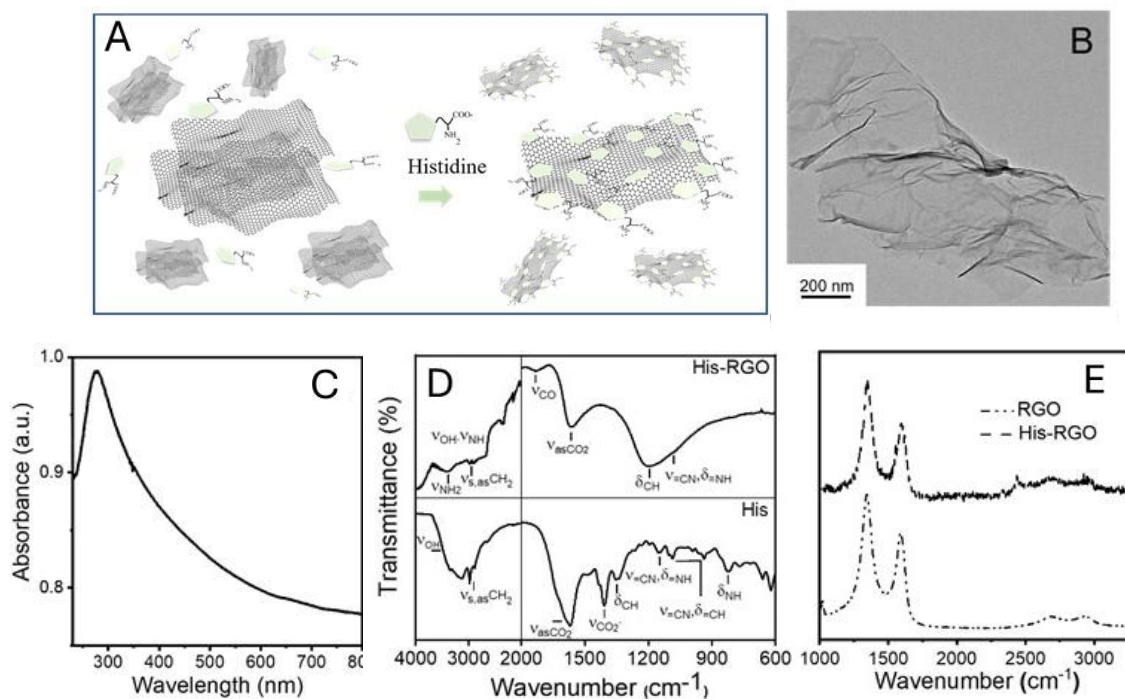 A
COO-
NH2
Histidine
B
200 nm
C
1.0
0.9
0.8
Absorbance (a.u.)
300 400 500 600 700 800
Wavelength (nm)
D
His-RGO
νCO
νOH,νNH
νasCO2
νs,asCH2
νNH2
δCH
ν=CN,δ=NH
His
νOH
νs,asCH2
νasCO2-
νCO2-
δCH
ν=CN,δ=NH
ν=CN,δ=CH
δNH
Transmittance (%)
4000 3000 2000 1500 1200 900 600
Wavenumber (cm-1)
E
RGO
His-RGO
1000 1500 2000 2500 3000
Wavenumber (cm-1)